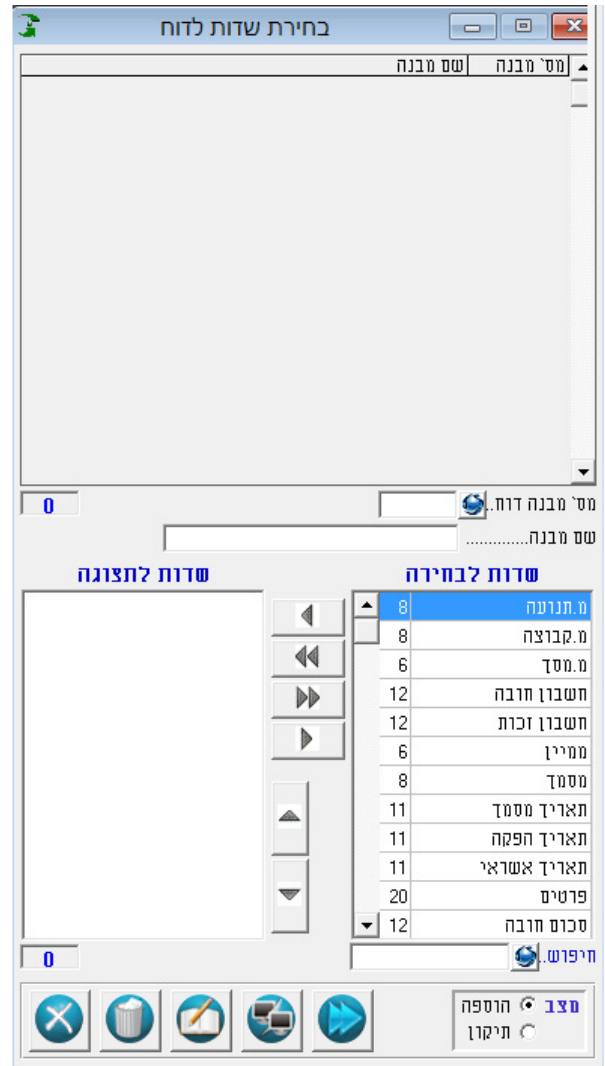 בחירת שדות לדוח
מס` מבנה שם מבנה
מס` מבנה דוח.. 0
שם מבנה.............
שדות לבחירה שדות לתצוגה
מ.תנועה 8
מ.קבוצה 8
מ.מסך 6
חשבון חובה 12
חשבון זכות 12
ממיין 6
מסמך 8
תאריך מסמך 11
תאריך הפקה 11
תאריך אשראי 11
פרטים 20
סכום חובה 12
חיפוש.. 0
מצב הוספה
תיקון